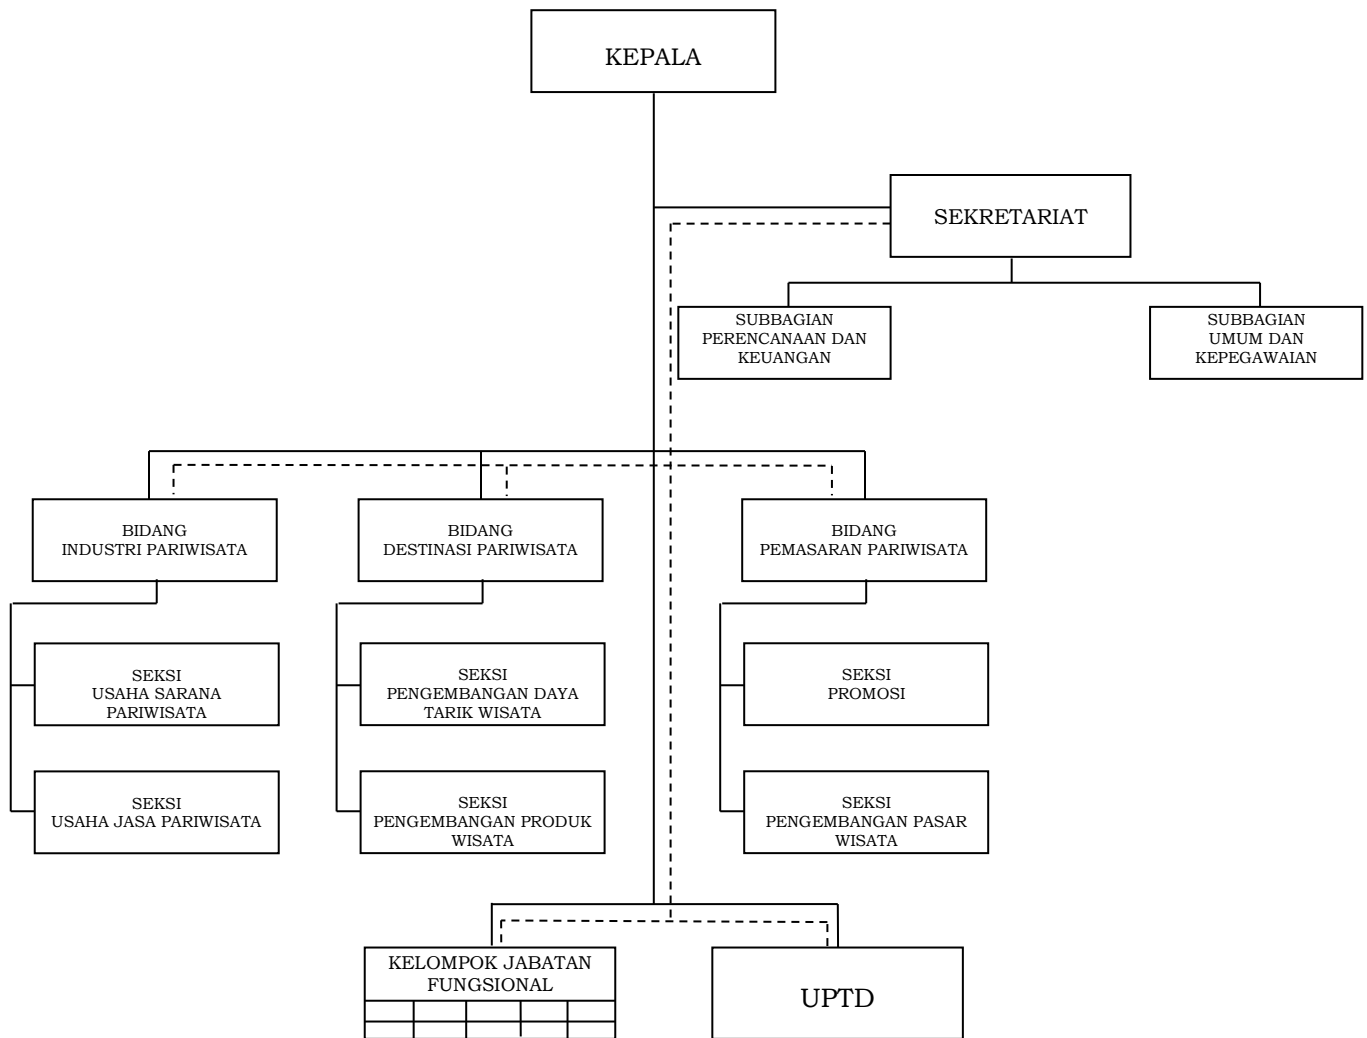 KEPALA
SEKRETARIAT
SUBBAGIAN
PERENCANAAN DAN
KEUANGAN
SUBBAGIAN
UMUM DAN
KEPEGAWAIAN
BIDANG
INDUSTRI PARIWISATA
BIDANG
DESTINASI PARIWISATA
BIDANG
PEMASARAN PARIWISATA
SEKSI
USAHA SARANA
PARIWISATA
SEKSI
PENGEMBANGAN DAYA
TARIK WISATA
SEKSI
PROMOSI
SEKSI
USAHA JASA PARIWISATA
SEKSI
PENGEMBANGAN PRODUK
WISATA
SEKSI
PENGEMBANGAN PASAR
WISATA
KELOMPOK JABATAN
FUNGSIONAL
UPTD